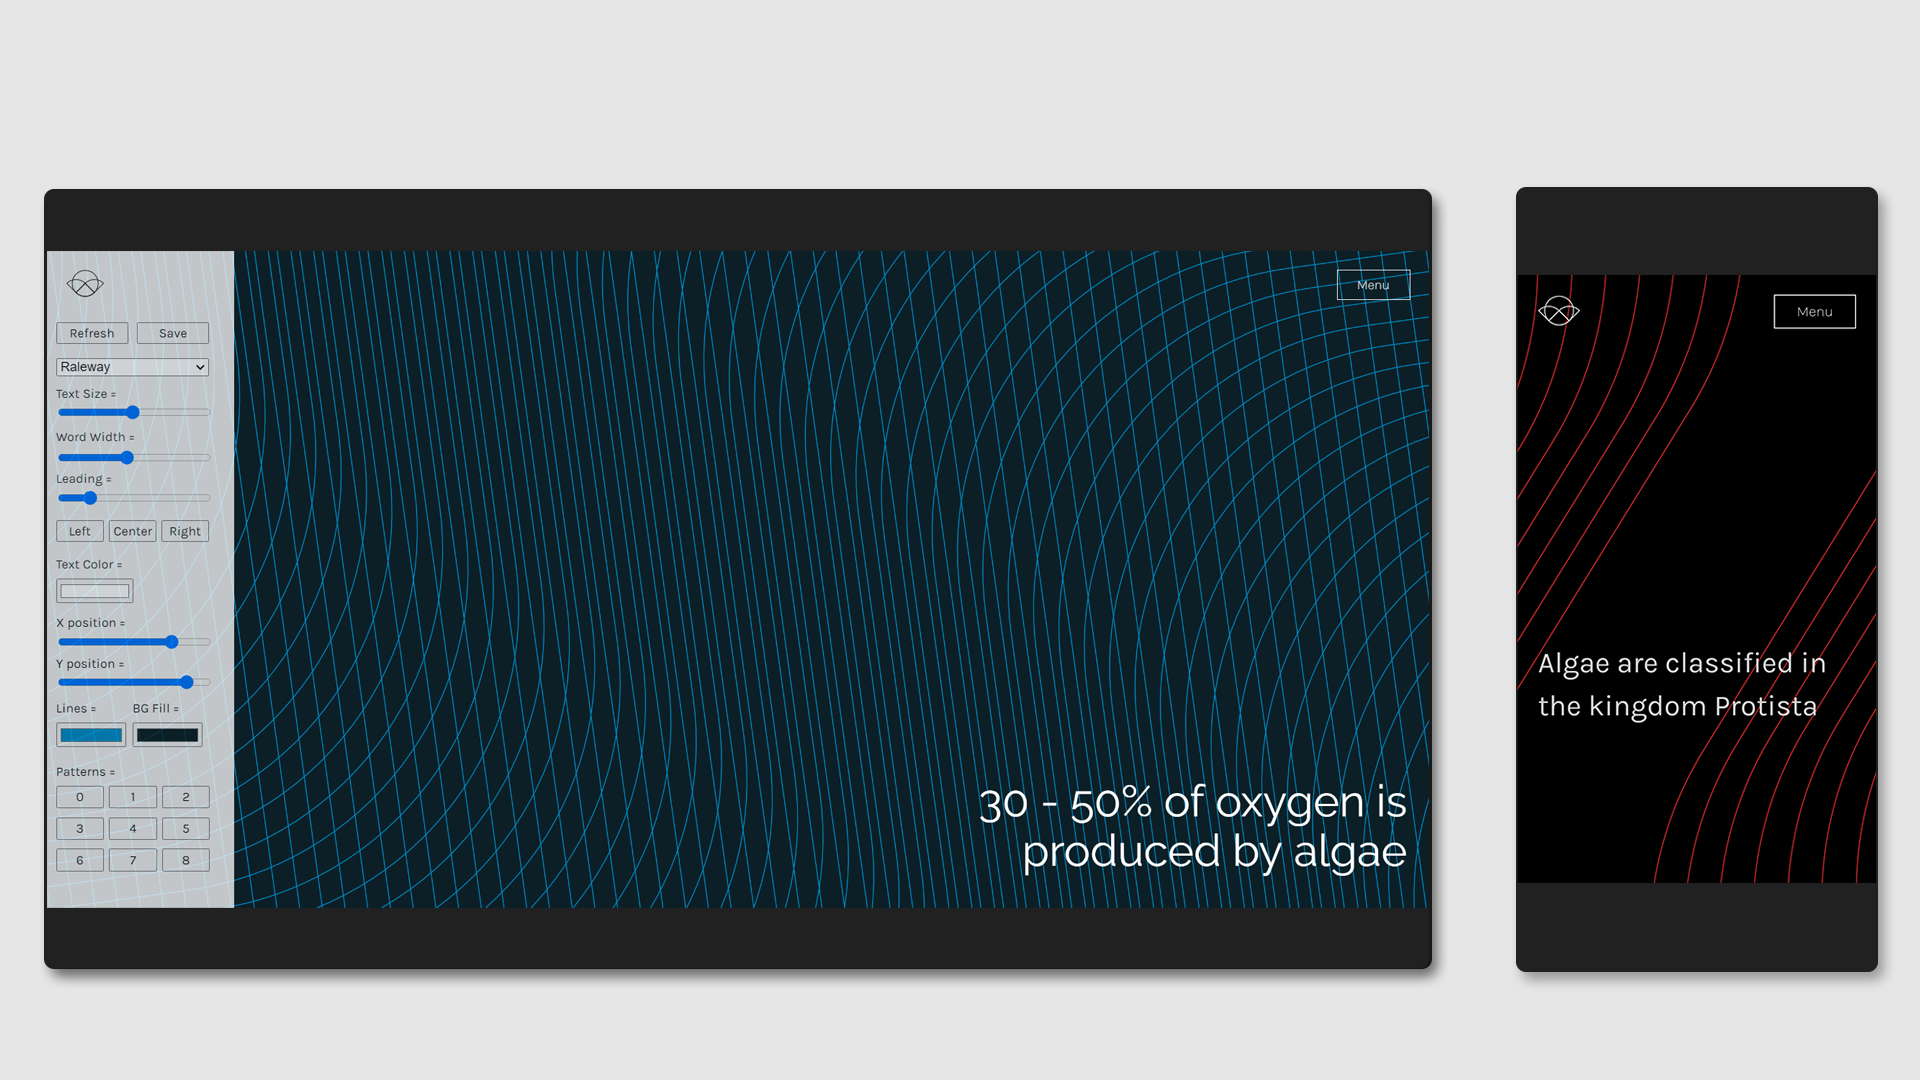 Menu
Refresh Save
Raleway
Text Size =
Word Width =
Leading =
Left Center Right
Text Color =
X position =
Y position =
Lines = BG Fill =
Patterns =
0 1 2
3 4 5
6 7 8
30 - 50% of oxygen is
produced by algae
Menu
Algae are classified in
the kingdom Protista